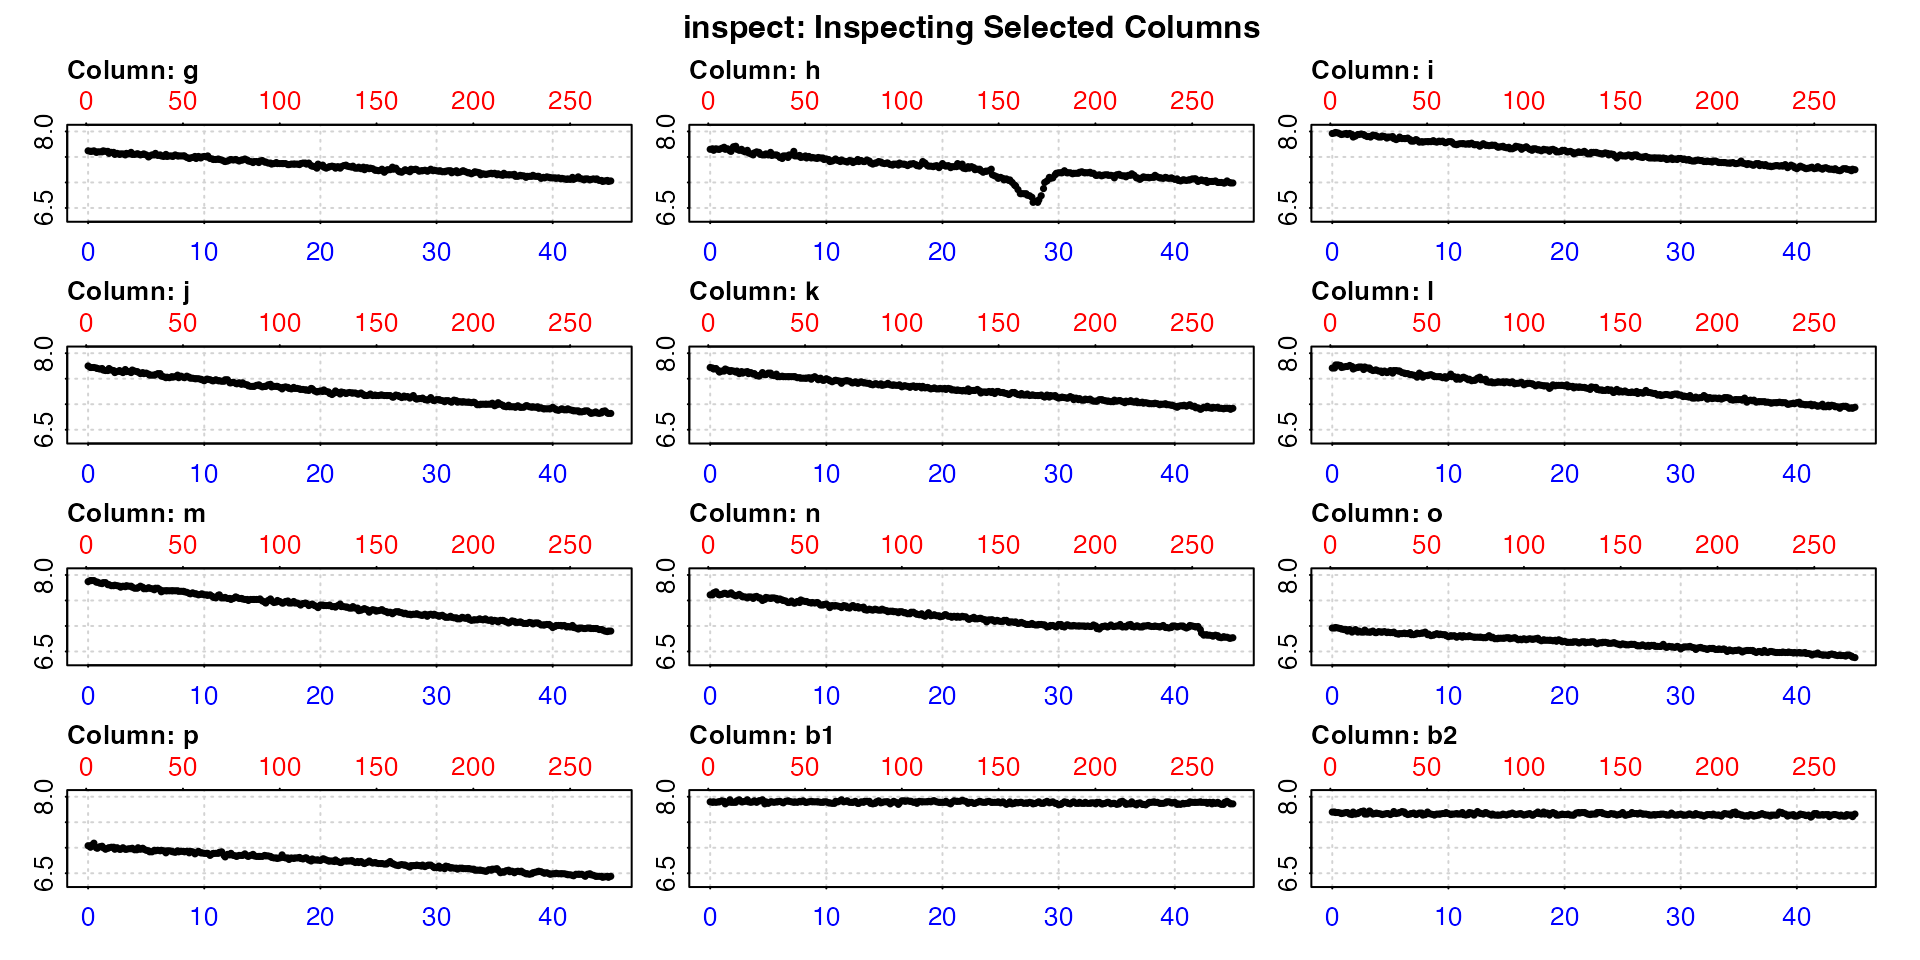 inspect: Inspecting Selected Columns
Column: g Column: h Column: i
0 50 100 150 200 250 0 50 100 150 200 250 0 50 100 150 200 250
8.0 8.0 8.0
6.5 6.5 6.5
0 10 20 30 40 0 10 20 30 40 0 10 20 30 40
Column: j Column: k Column: l
0 50 100 150 200 250 0 50 100 150 200 250 0 50 100 150 200 250
8.0 8.0 8.0
6.5 6.5 6.5
0 10 20 30 40 0 10 20 30 40 0 10 20 30 40
Column: m Column: n Column: o
0 50 100 150 200 250 0 50 100 150 200 250 0 50 100 150 200 250
8.0 8.0 8.0
6.5 6.5 6.5
0 10 20 30 40 0 10 20 30 40 0 10 20 30 40
Column: p Column: b1 Column: b2
0 50 100 150 200 250 0 50 100 150 200 250 0 50 100 150 200 250
8.0 8.0 8.0
6.5 6.5 6.5
0 10 20 30 40 0 10 20 30 40 0 10 20 30 40